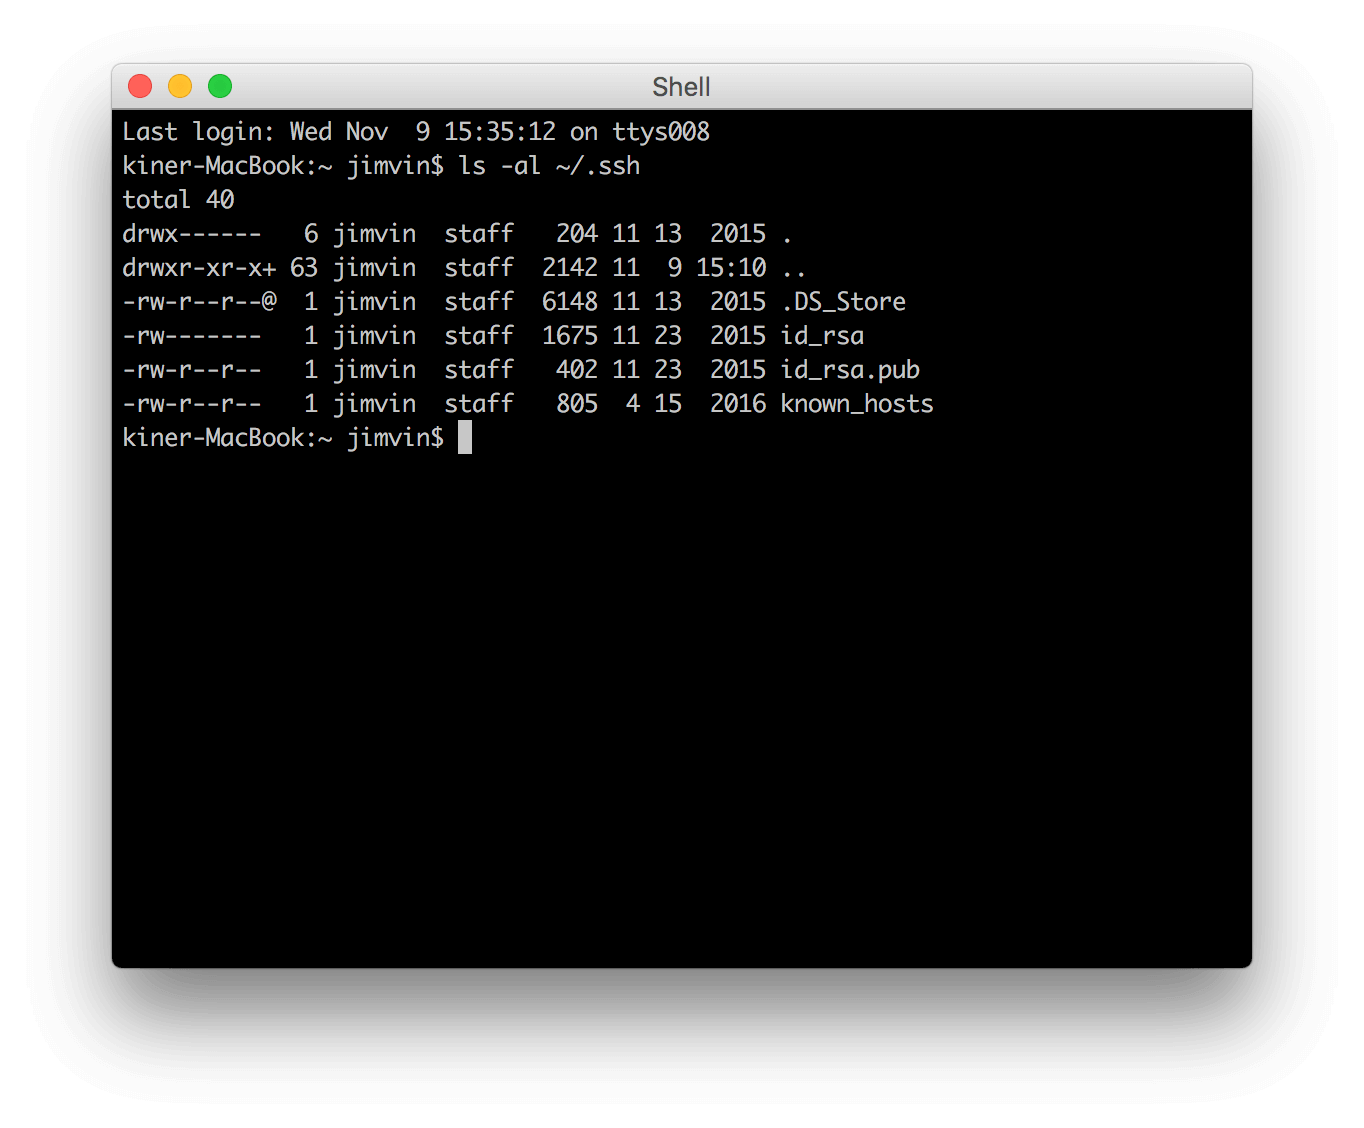 Shell
Last login: Wed Nov  9 15:35:12 on ttys008
kiner-MacBook:~ jimvin$ ls -al ~/.ssh
total 40
drwx------   6 jimvin  staff   204 11 13  2015 .
drwxr-xr-x+ 63 jimvin  staff  2142 11  9 15:10 ..
-rw-r--r--@  1 jimvin  staff  6148 11 13  2015 .DS_Store
-rw-------   1 jimvin  staff  1675 11 23  2015 id_rsa
-rw-r--r--   1 jimvin  staff   402 11 23  2015 id_rsa.pub
-rw-r--r--   1 jimvin  staff   805  4 15  2016 known_hosts
kiner-MacBook:~ jimvin$